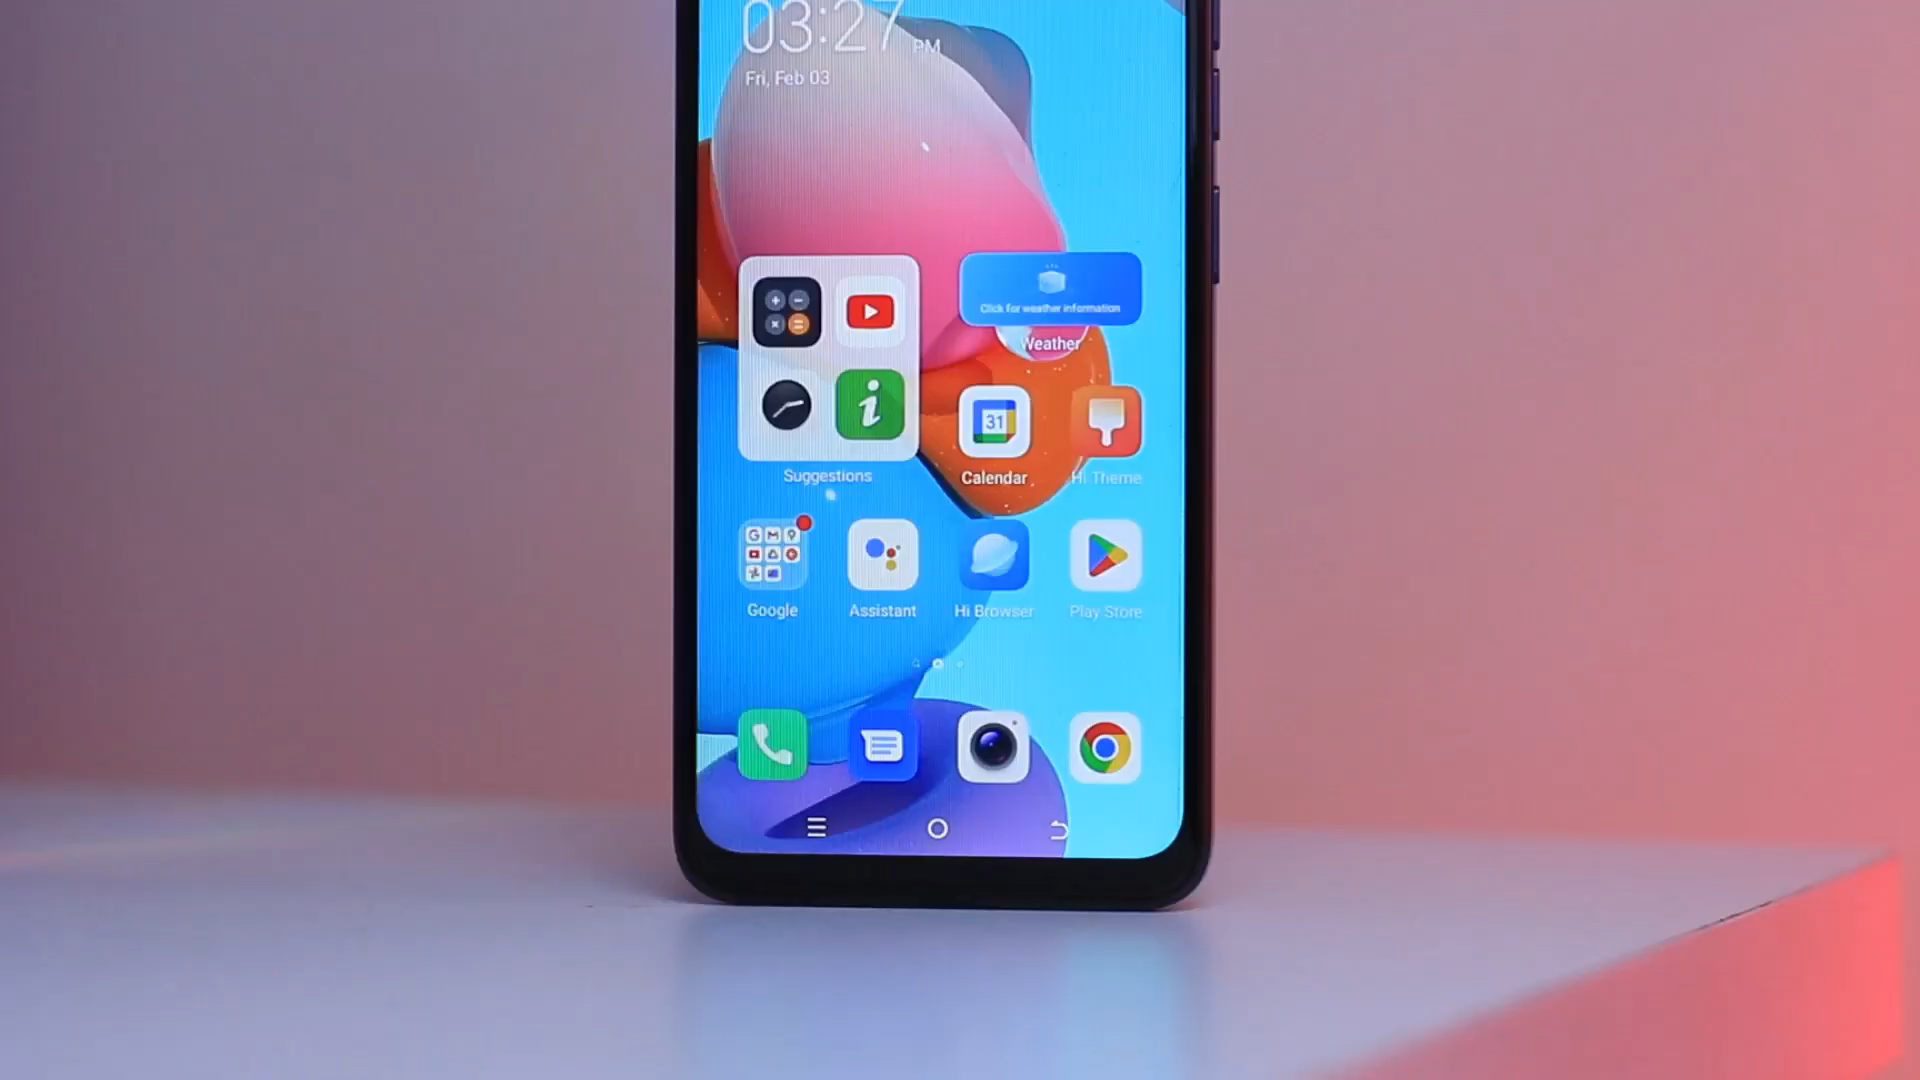 03:27 PM
Fri, Feb 03
Click for weather information
Weather
31
Calendar
Hi Theme
Suggestions
Google
Assistant
Hi Browser
Play Store